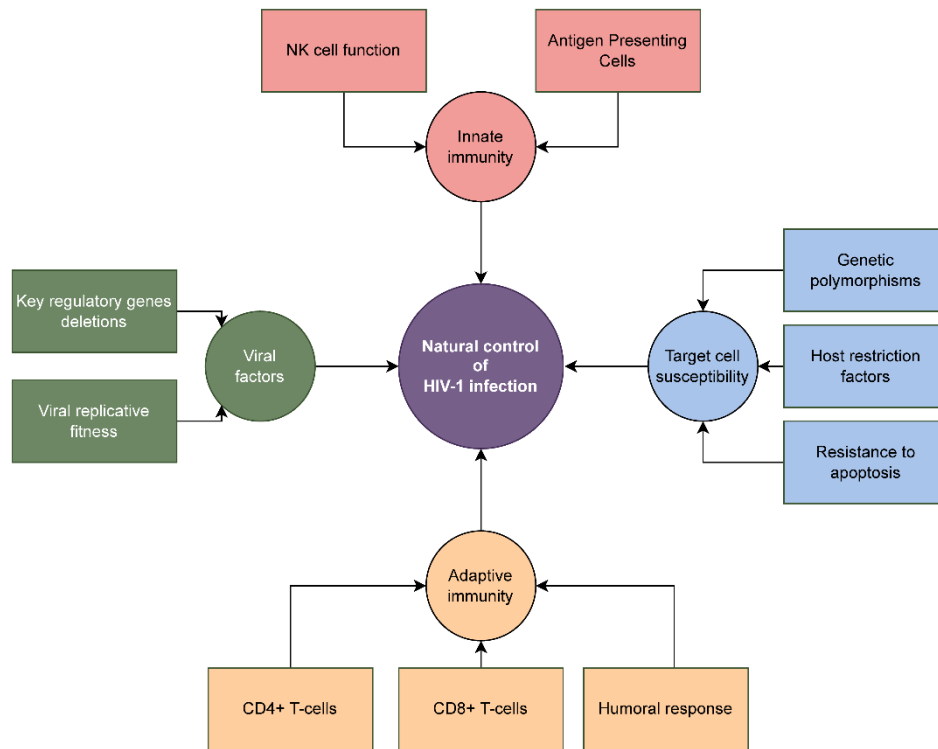 NK cell function
Antigen Presenting
Cells
Innate
immunity
Key regulatory genes
deletions
Viral replicative
fitness
Viral
factors
Natural control
of
HIV-1 infection
Target cell
susceptibility
Genetic
polymorphisms
Host restriction
factors
Resistance to
apoptosis
Adaptive
immunity
CD4+ T-cells
CD8+ T-cells
Humoral response